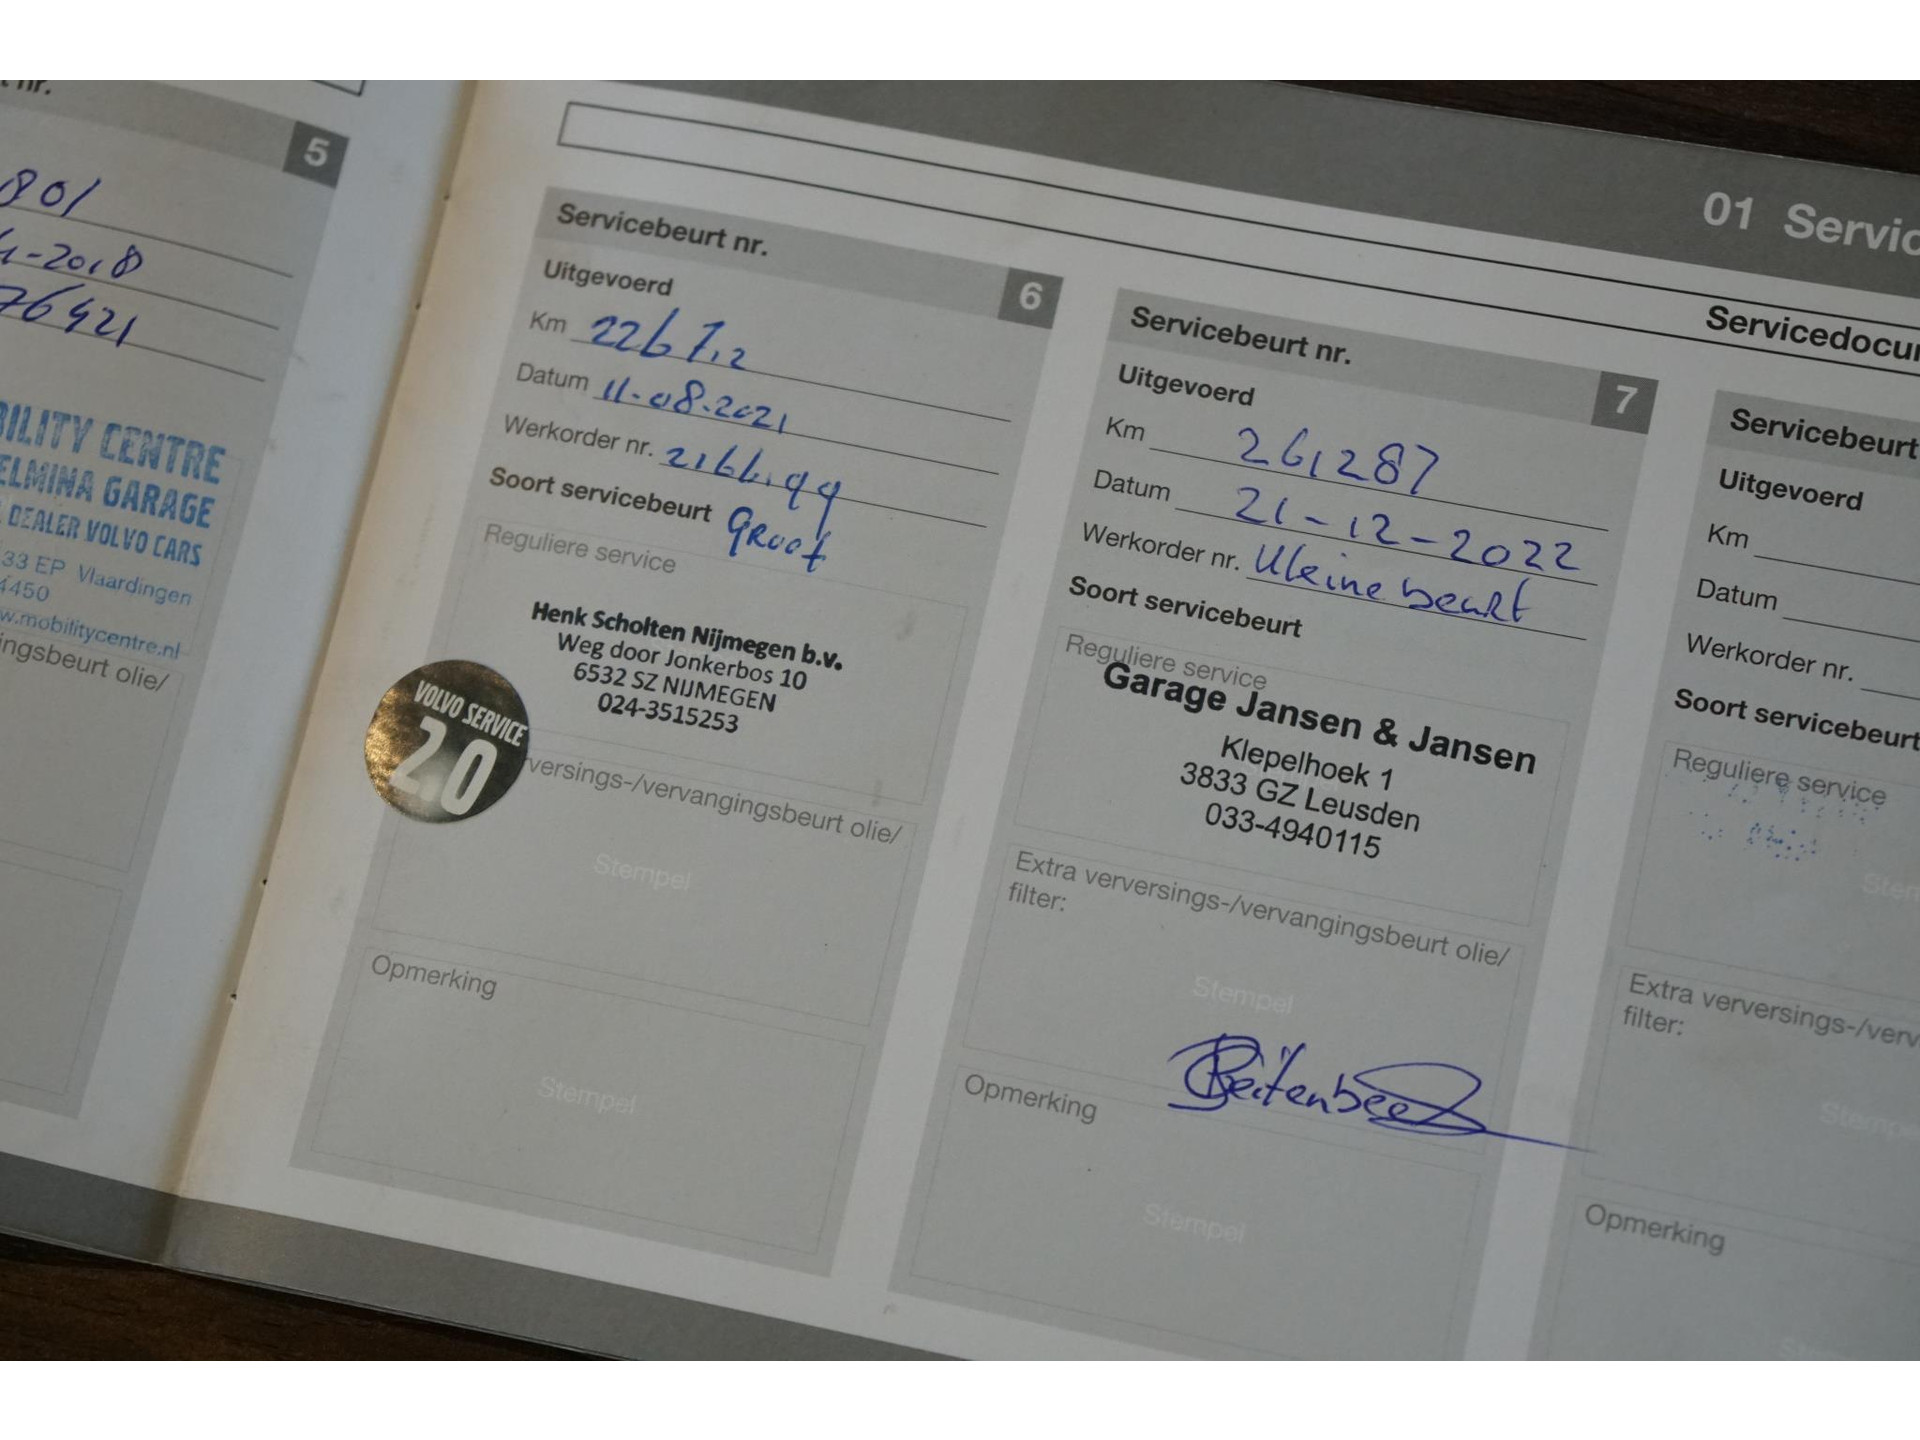 t nr.
5
801
-2018
76421
BILITY CENTRE
ELMINA GARAGE
DEALER VOLVO CARS
33 EP Vlaardingen
4450
w.mobilitycentre.nl
ingsbeurt olie/
01 Servic
Servicedocu
Servicebeurt nr.
6
Uitgevoerd
Km
Datum 11-08-2021
Werkorder nr.
Soort servicebeurt Groot
Reguliere service
Henk Scholten Nijmegen b.v.
Weg door Jonkerbos 10
6532 SZ NIJMEGEN
024-3515253
VOLVO SERVICE
2.0
versings-/vervangingsbeurt olie/
Stempel
Opmerking
Stempel
Servicebeurt nr.
7
Uitgevoerd
Km 261287
Datum 21-12-2022
Werkorder nr. Kleine beurt
Soort servicebeurt
Reguliere service
Garage Jansen & Jansen
Klepelhoek 1
3833 GZ Leusden
033-4940115
Extra verversings-/vervangingsbeurt olie/
filter:
Stempel
Opmerking
Stempel
Servicebeurt
Uitgevoerd
Km
Datum
Werkorder nr.
Soort servicebeurt
Reguliere service
Stem
Extra verversings-/verv
filter:
Stempe
Opmerking